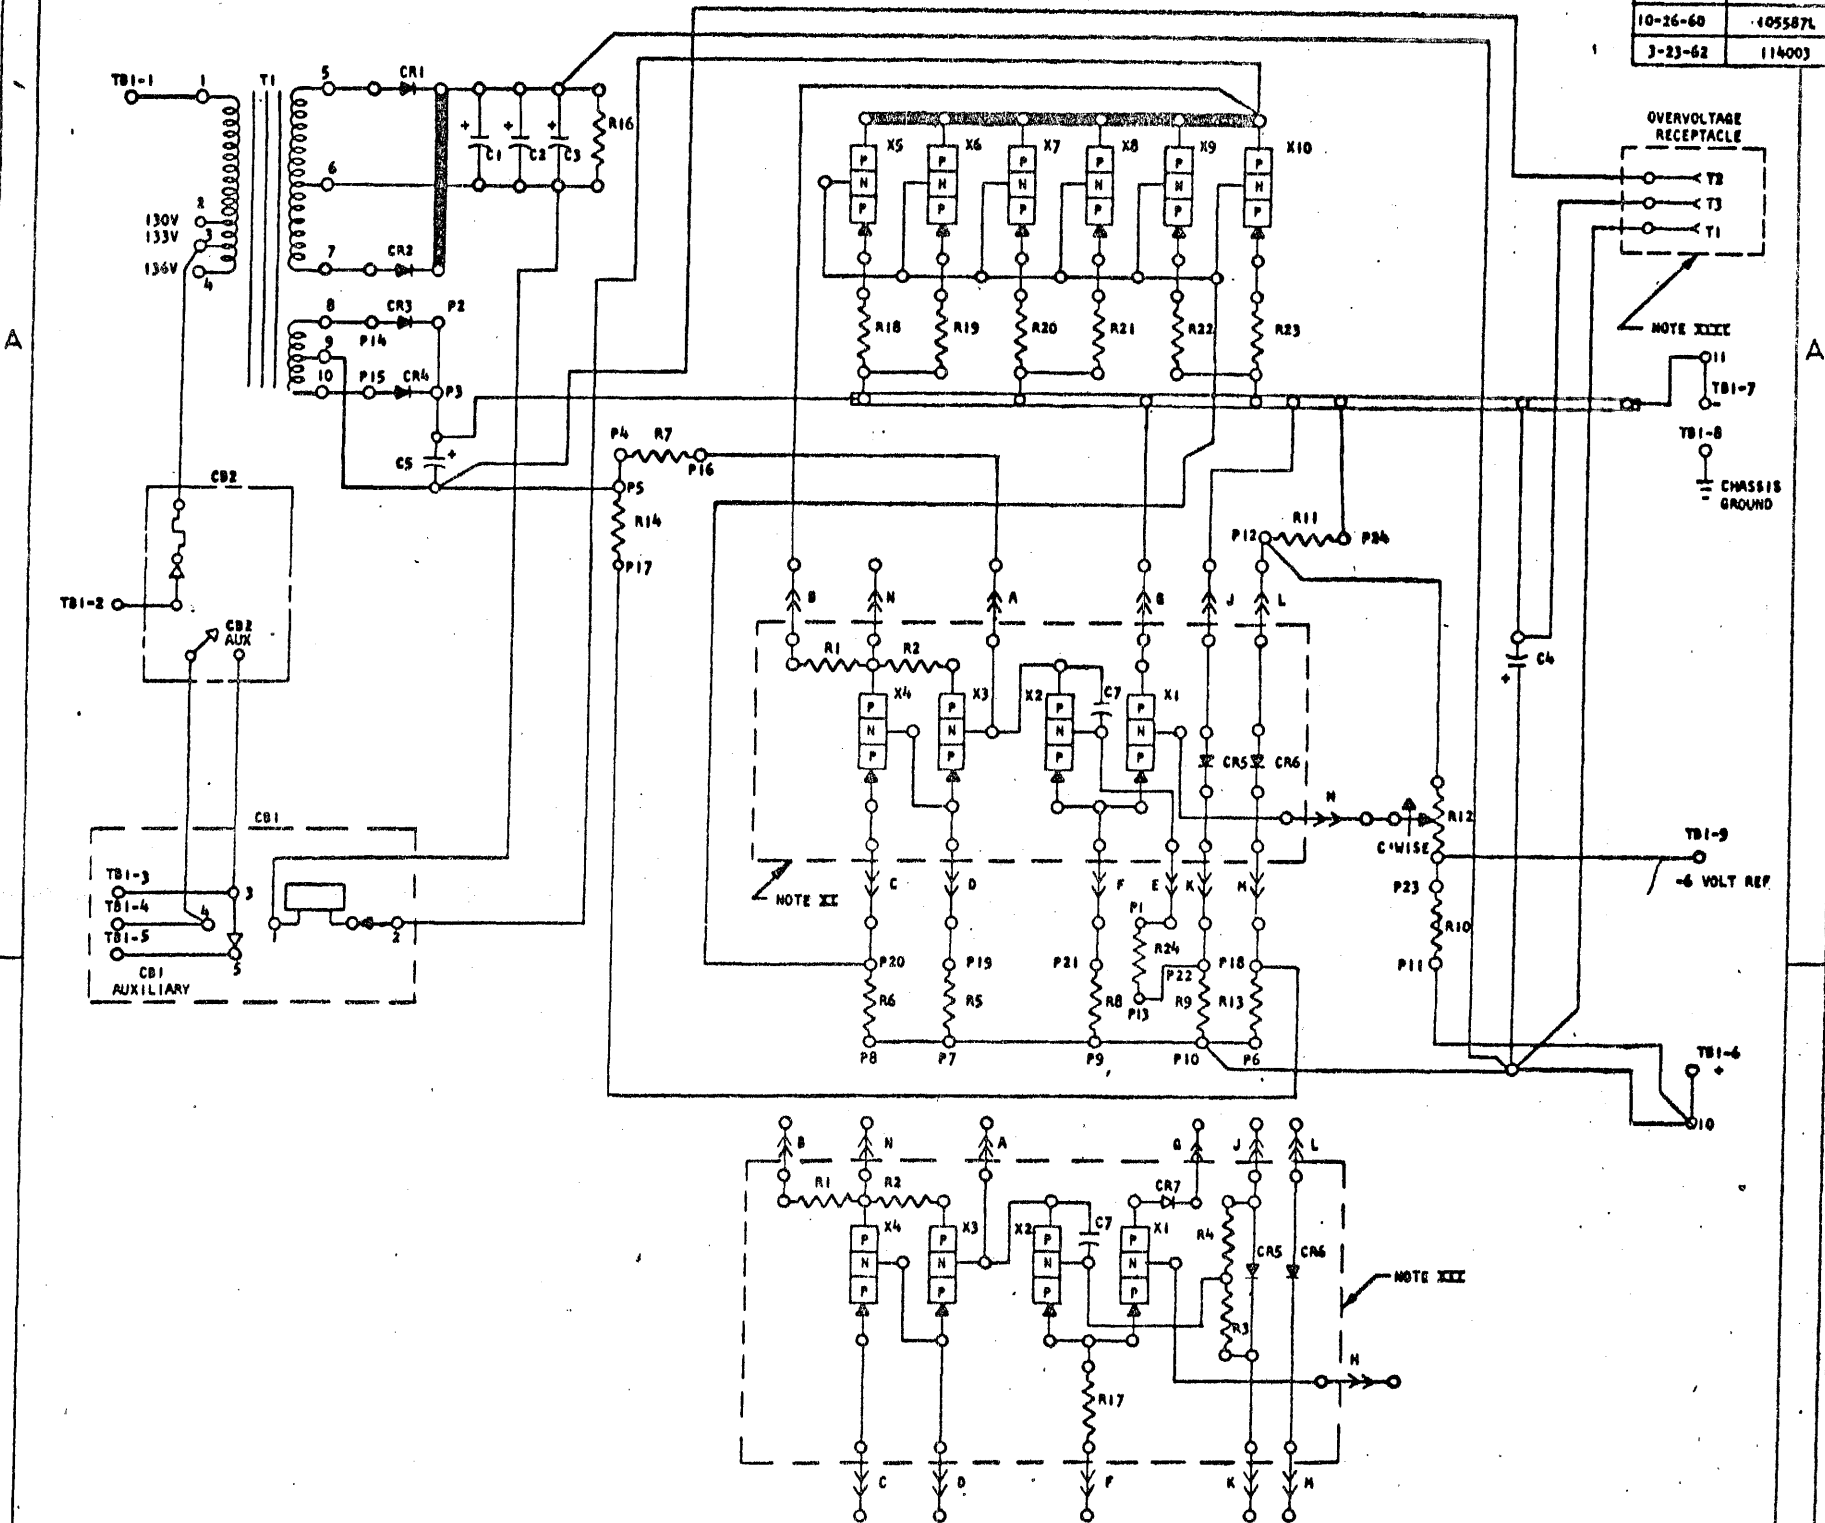 10-26-60 105587L
3-23-62 114003
OVERVOLTAGE
RECEPTACLE
T2
T3
T1
NOTE XIII
11
TB1-7
-
TB1-8
CHASSIS
GROUND
A
A
TB1-1
1
T1
5
CR1
C1
C2
C3
R16
6
2
130V
133V
3
136V
4
7
CR2
8
CR3
P2
P14
9
10
P15
CR4
P3
C5
X5
X6
X7
X8
X9
X10
P
N
P
P
N
P
P
N
P
P
N
P
P
N
P
P
N
P
R18
R19
R20
R21
R22
R23
P4
R7
P16
P5
R14
P17
R11
P12
P24
CB2
TB1-2
CB2
AUX
B
N
A
G
J
L
R1
R2
X4
X3
X2
C7
X1
P
N
P
P
N
P
P
N
P
P
N
P
CR5
CR6
C4
H
R12
C'WISE
TB1-9
-6 VOLT REF
P23
R10
P11
CB1
TB1-3
3
TB1-4
4
TB1-5
5
CB1
AUXILIARY
1
2
NOTE XI
C
D
F
E
K
M
P1
R24
P20
P19
P21
P22
P18
R6
R5
R8
P13
R9
R13
P8
P7
P9
P10
P6
TB1-6
+
10
B
N
A
G
J
L
R1
R2
CR7
X4
X3
X2
C7
X1
R4
P
N
P
P
N
P
P
N
P
P
N
P
CR5
CR6
NOTE XII
R3
H
R17
C
D
F
K
M